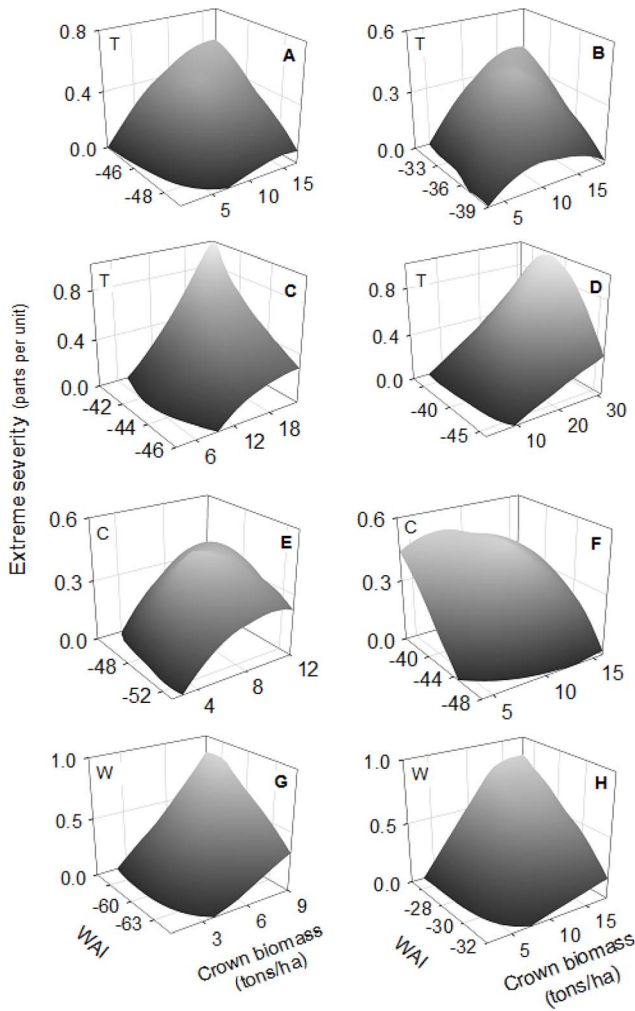 Extreme severity (parts per unit)
0.8
0.4
0.0
T
A
-46
-48
5
10
15
0.6
0.3
0.0
T
B
-33
-36
-39
5
10
15
0.8
0.4
0.0
T
C
-42
-44
-46
6
12
18
0.8
0.4
0.0
T
D
-40
-45
10
20
30
0.6
0.3
0.0
C
E
-48
-52
4
8
12
0.6
0.3
0.0
C
F
-40
-44
-48
5
10
15
1.0
0.5
0.0
W
G
-60
-63
3
6
9
WAI
Crown biomass
(tons/ha)
1.0
0.5
0.0
W
H
-28
-30
-32
5
10
15
WAI
Crown biomass
(tons/ha)